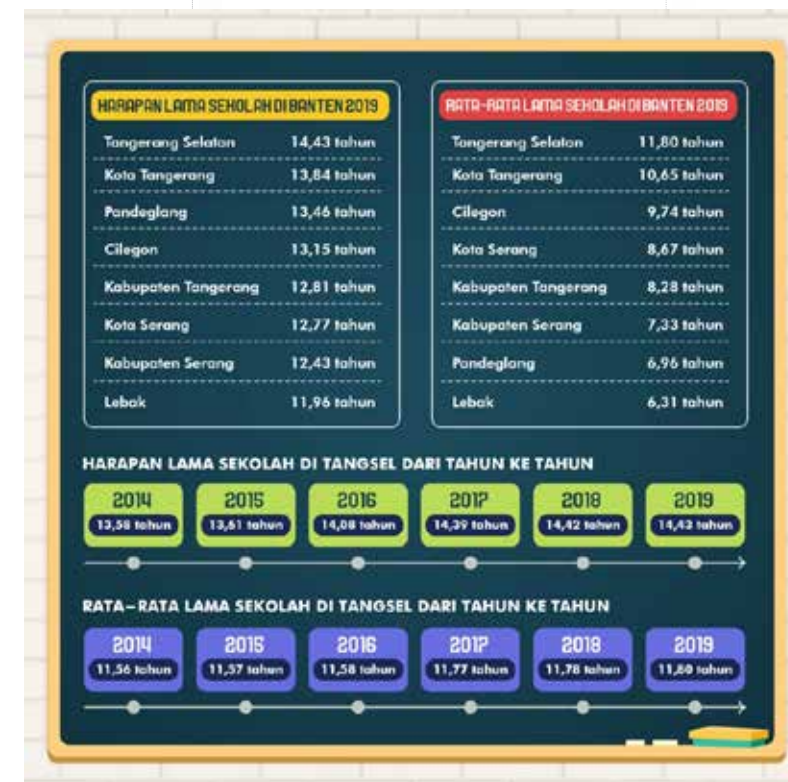 HARAPAN LAMA SEKOLAH DI BANTEN 2019
Tangerang Selatan 14,43 tahun
Kota Tangerang 13,84 tahun
Pandeglang 13,46 tahun
Cilegon 13,15 tahun
Kabupaten Tangerang 12,81 tahun
Kota Serang 12,77 tahun
Kabupaten Serang 12,43 tahun
Lebak 11,96 tahun
RATA-RATA LAMA SEKOLAH DI BANTEN 2019
Tangerang Selatan 11,80 tahun
Kota Tangerang 10,65 tahun
Cilegon 9,74 tahun
Kota Serang 8,67 tahun
Kabupaten Tangerang 8,28 tahun
Kabupaten Serang 7,33 tahun
Pandeglang 6,96 tahun
Lebak 6,31 tahun
HARAPAN LAMA SEKOLAH DI TANGSEL DARI TAHUN KE TAHUN
2014 2015 2016 2017 2018 2019
13,58 tahun 13,61 tahun 14,08 tahun 14,39 tahun 14,42 tahun 14,43 tahun
RATA-RATA LAMA SEKOLAH DI TANGSEL DARI TAHUN KE TAHUN
2014 2015 2016 2017 2018 2019
11,56 tahun 11,57 tahun 11,58 tahun 11,77 tahun 11,78 tahun 11,80 tahun